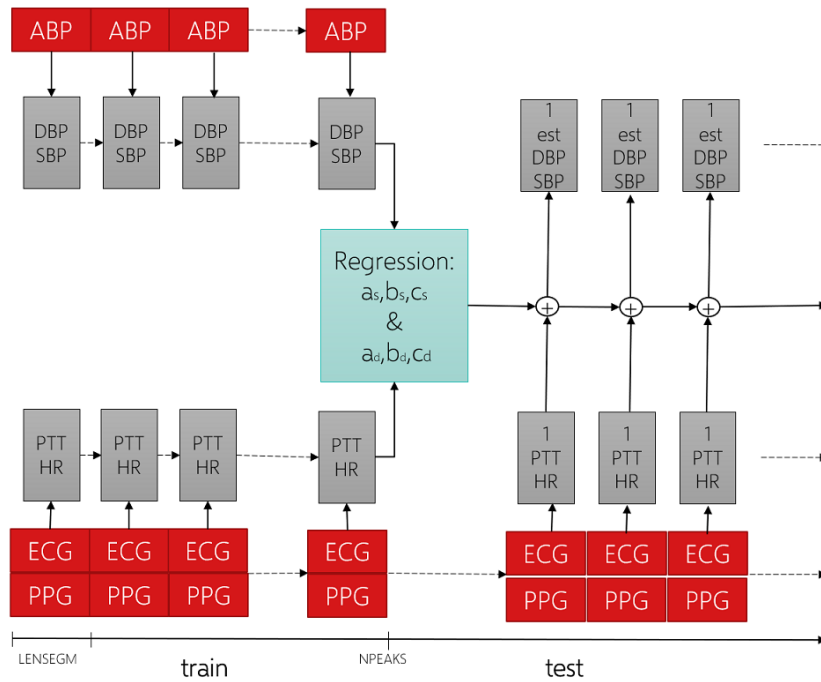 ABP ABP ABP ABP
DBP DBP DBP DBP
SBP SBP SBP SBP
1 1 1
est est est
DBP DBP DBP
SBP SBP SBP
Regression:
as,bs,cs
&
ad,bd,cd
PTT PTT PTT PTT
HR HR HR HR
1 1 1
PTT PTT PTT
HR HR HR
ECG ECG ECG ECG ECG ECG ECG
PPG PPG PPG PPG PPG PPG PPG
LENSEGM train NPEAKS test